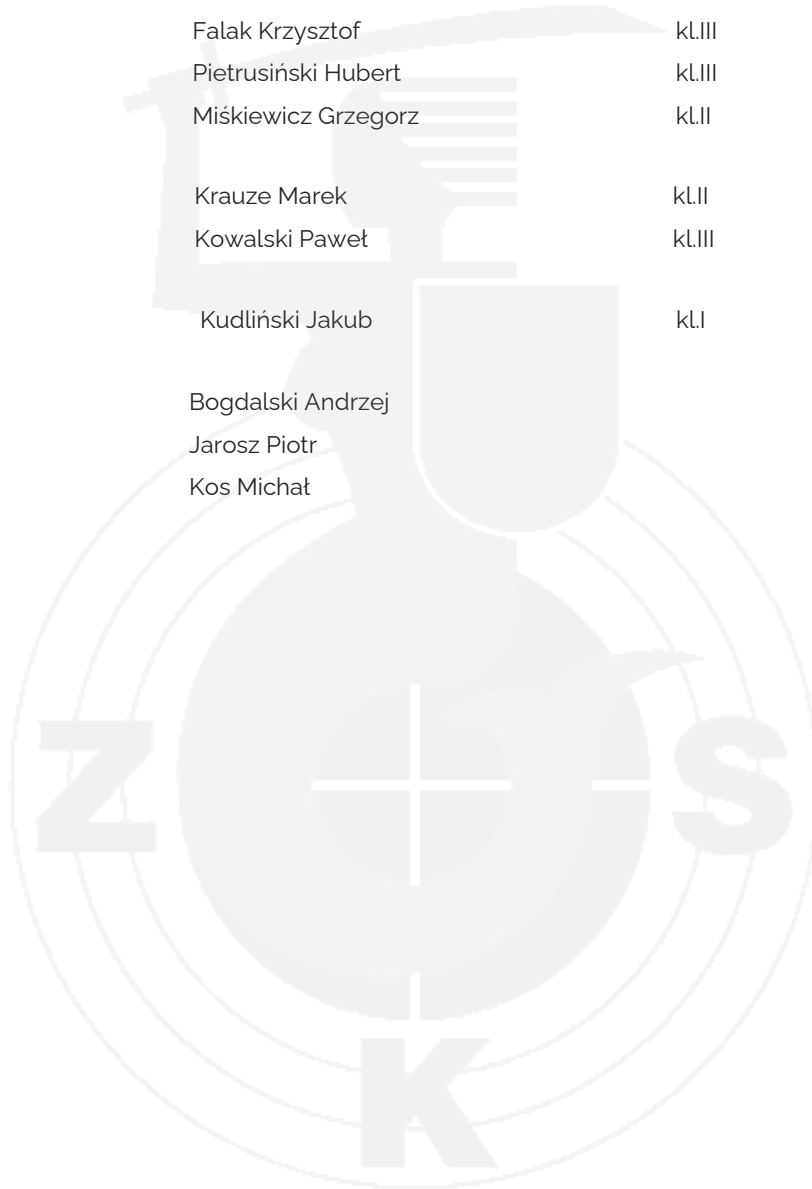 Falak Krzysztof kl.III
Pietrusiński Hubert kl.III
Miśkiewicz Grzegorz kl.II
Krauze Marek kl.II
Kowalski Paweł kl.III
Kudliński Jakub kl.I
Bogdalski Andrzej
Jarosz Piotr
Kos Michał
Z S
K